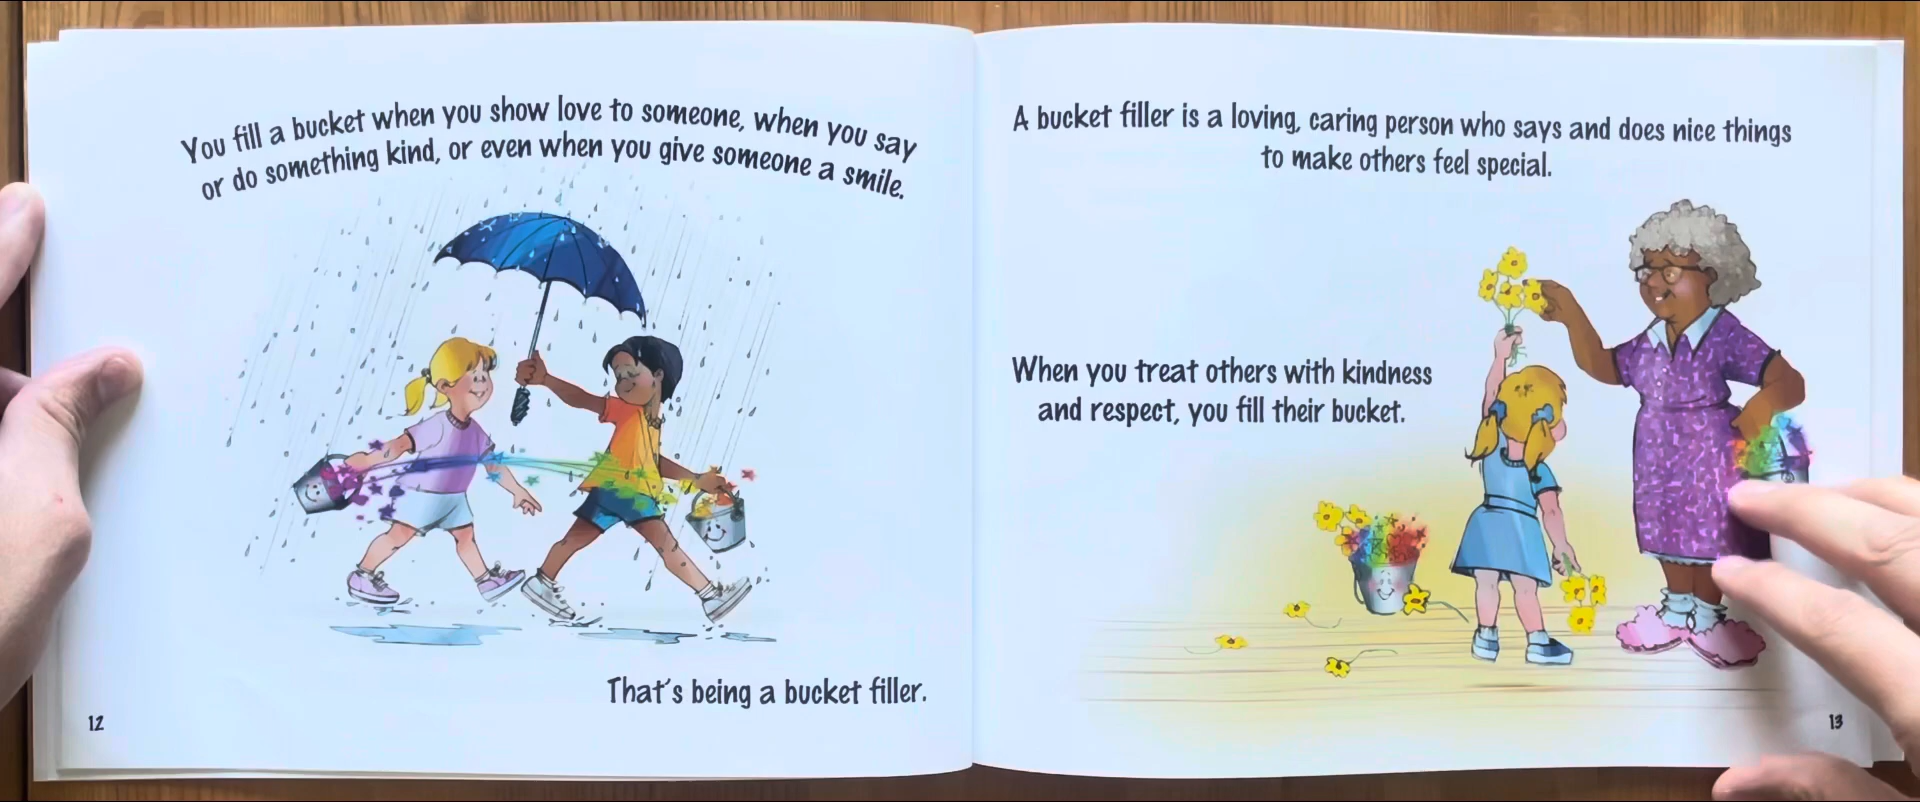 You fill a bucket when you show love to someone, when you say
or do something kind, or even when you give someone a smile.
That's being a bucket filler.
12
A bucket filler is a loving, caring person who says and does nice things
to make others feel special.
When you treat others with kindness
and respect, you fill their bucket.
13